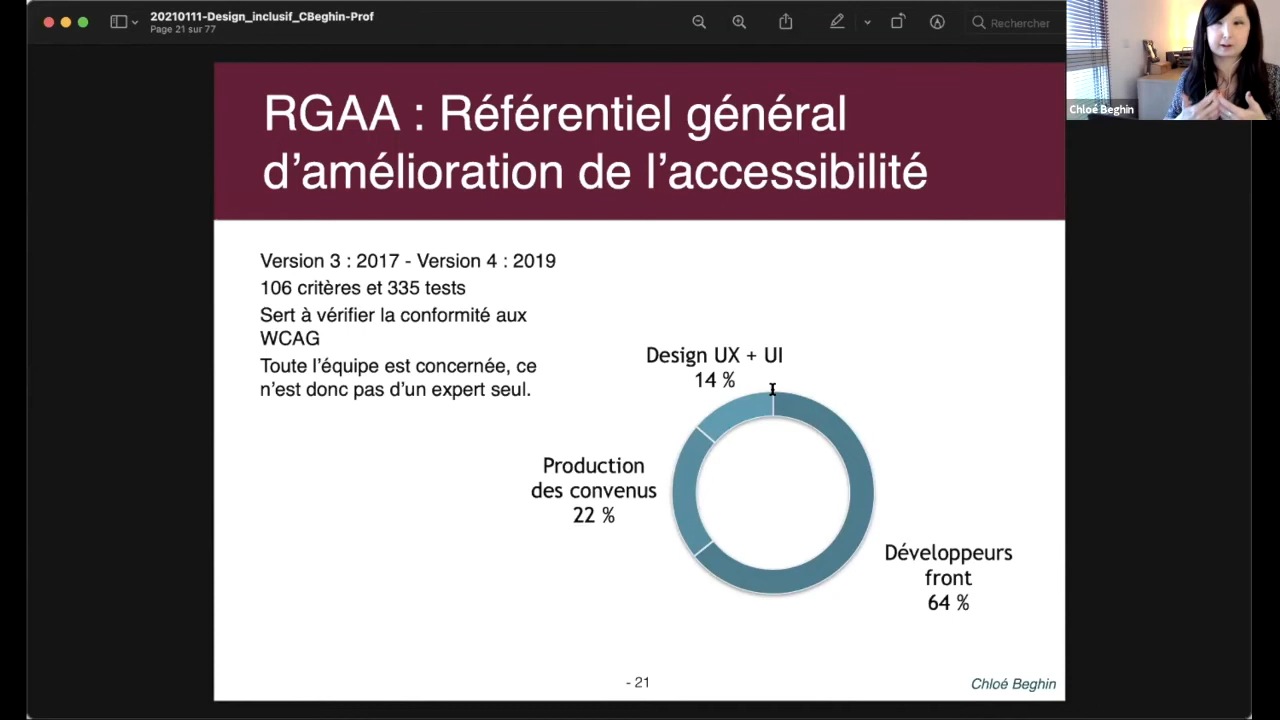 20210111-Design_inclusif_CBeghin-Prof
Page 21 sur 77
Rechercher
Chloé Beghin
RGAA : Référentiel général
d’amélioration de l’accessibilité
Version 3 : 2017 - Version 4 : 2019
106 critères et 335 tests
Sert à vérifier la conformité aux
WCAG
Toute l’équipe est concernée, ce
n’est donc pas d’un expert seul.
Design UX + UI
14 %
Production
des convenus
22 %
Développeurs
front
64 %
- 21
Chloé Beghin